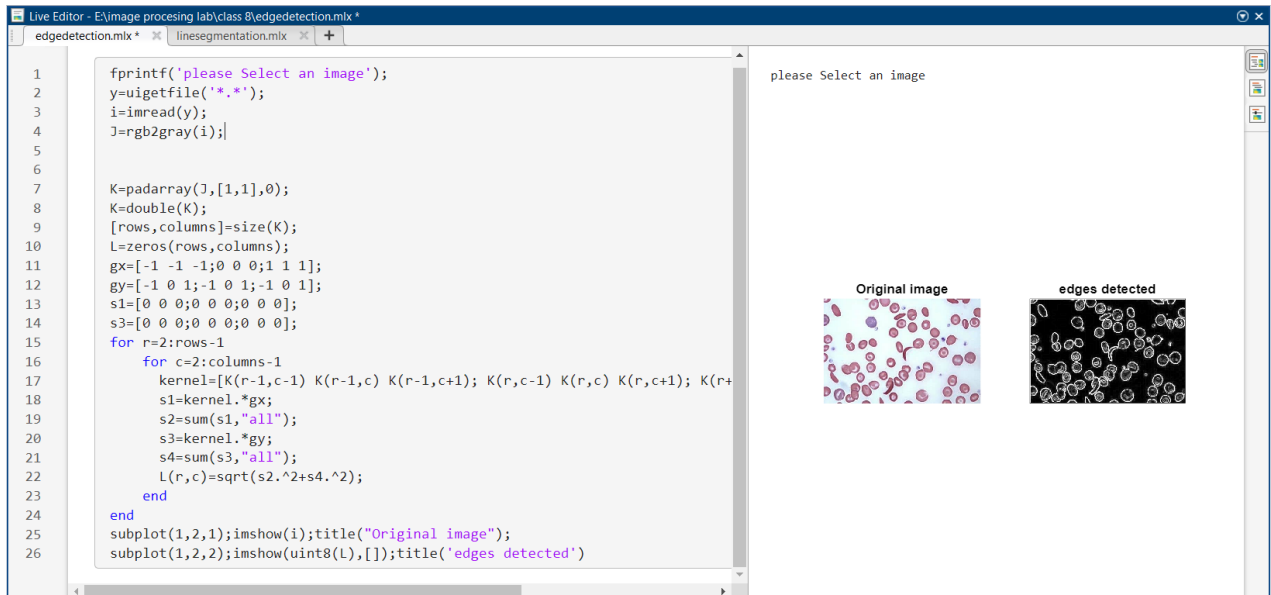 Live Editor - E:\image procesing lab\class 8\edgedetection.mlx *
edgedetection.mlx * linesegmentation.mlx +
1 fprintf('please Select an image');
2 y=uigetfile('*.*');
3 i=imread(y);
4 J=rgb2gray(i);
5
6
7 K=padarray(J,[1,1],0);
8 K=double(K);
9 [rows,columns]=size(K);
10 L=zeros(rows,columns);
11 gx=[-1 -1 -1;0 0 0;1 1 1];
12 gy=[-1 0 1;-1 0 1;-1 0 1];
13 s1=[0 0 0;0 0 0;0 0 0];
14 s3=[0 0 0;0 0 0;0 0 0];
15 for r=2:rows-1
16 for c=2:columns-1
17 kernel=[K(r-1,c-1) K(r-1,c) K(r-1,c+1); K(r,c-1) K(r,c) K(r,c+1); K(r+
18 s1=kernel.*gx;
19 s2=sum(s1,"all");
20 s3=kernel.*gy;
21 s4=sum(s3,"all");
22 L(r,c)=sqrt(s2.^2+s4.^2);
23 end
24 end
25 subplot(1,2,1);imshow(i);title("Original image");
26 subplot(1,2,2);imshow(uint8(L),[]);title('edges detected')
please Select an image
Original image
edges detected